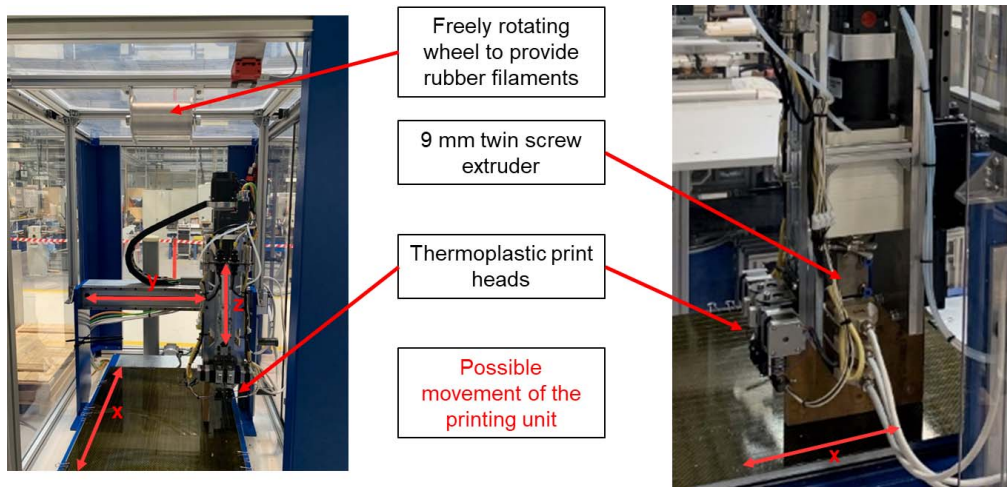 Freely rotating
wheel to provide
rubber filaments
9 mm twin screw
extruder
Thermoplastic print
heads
Possible
movement of the
printing unit
y
z
x
x